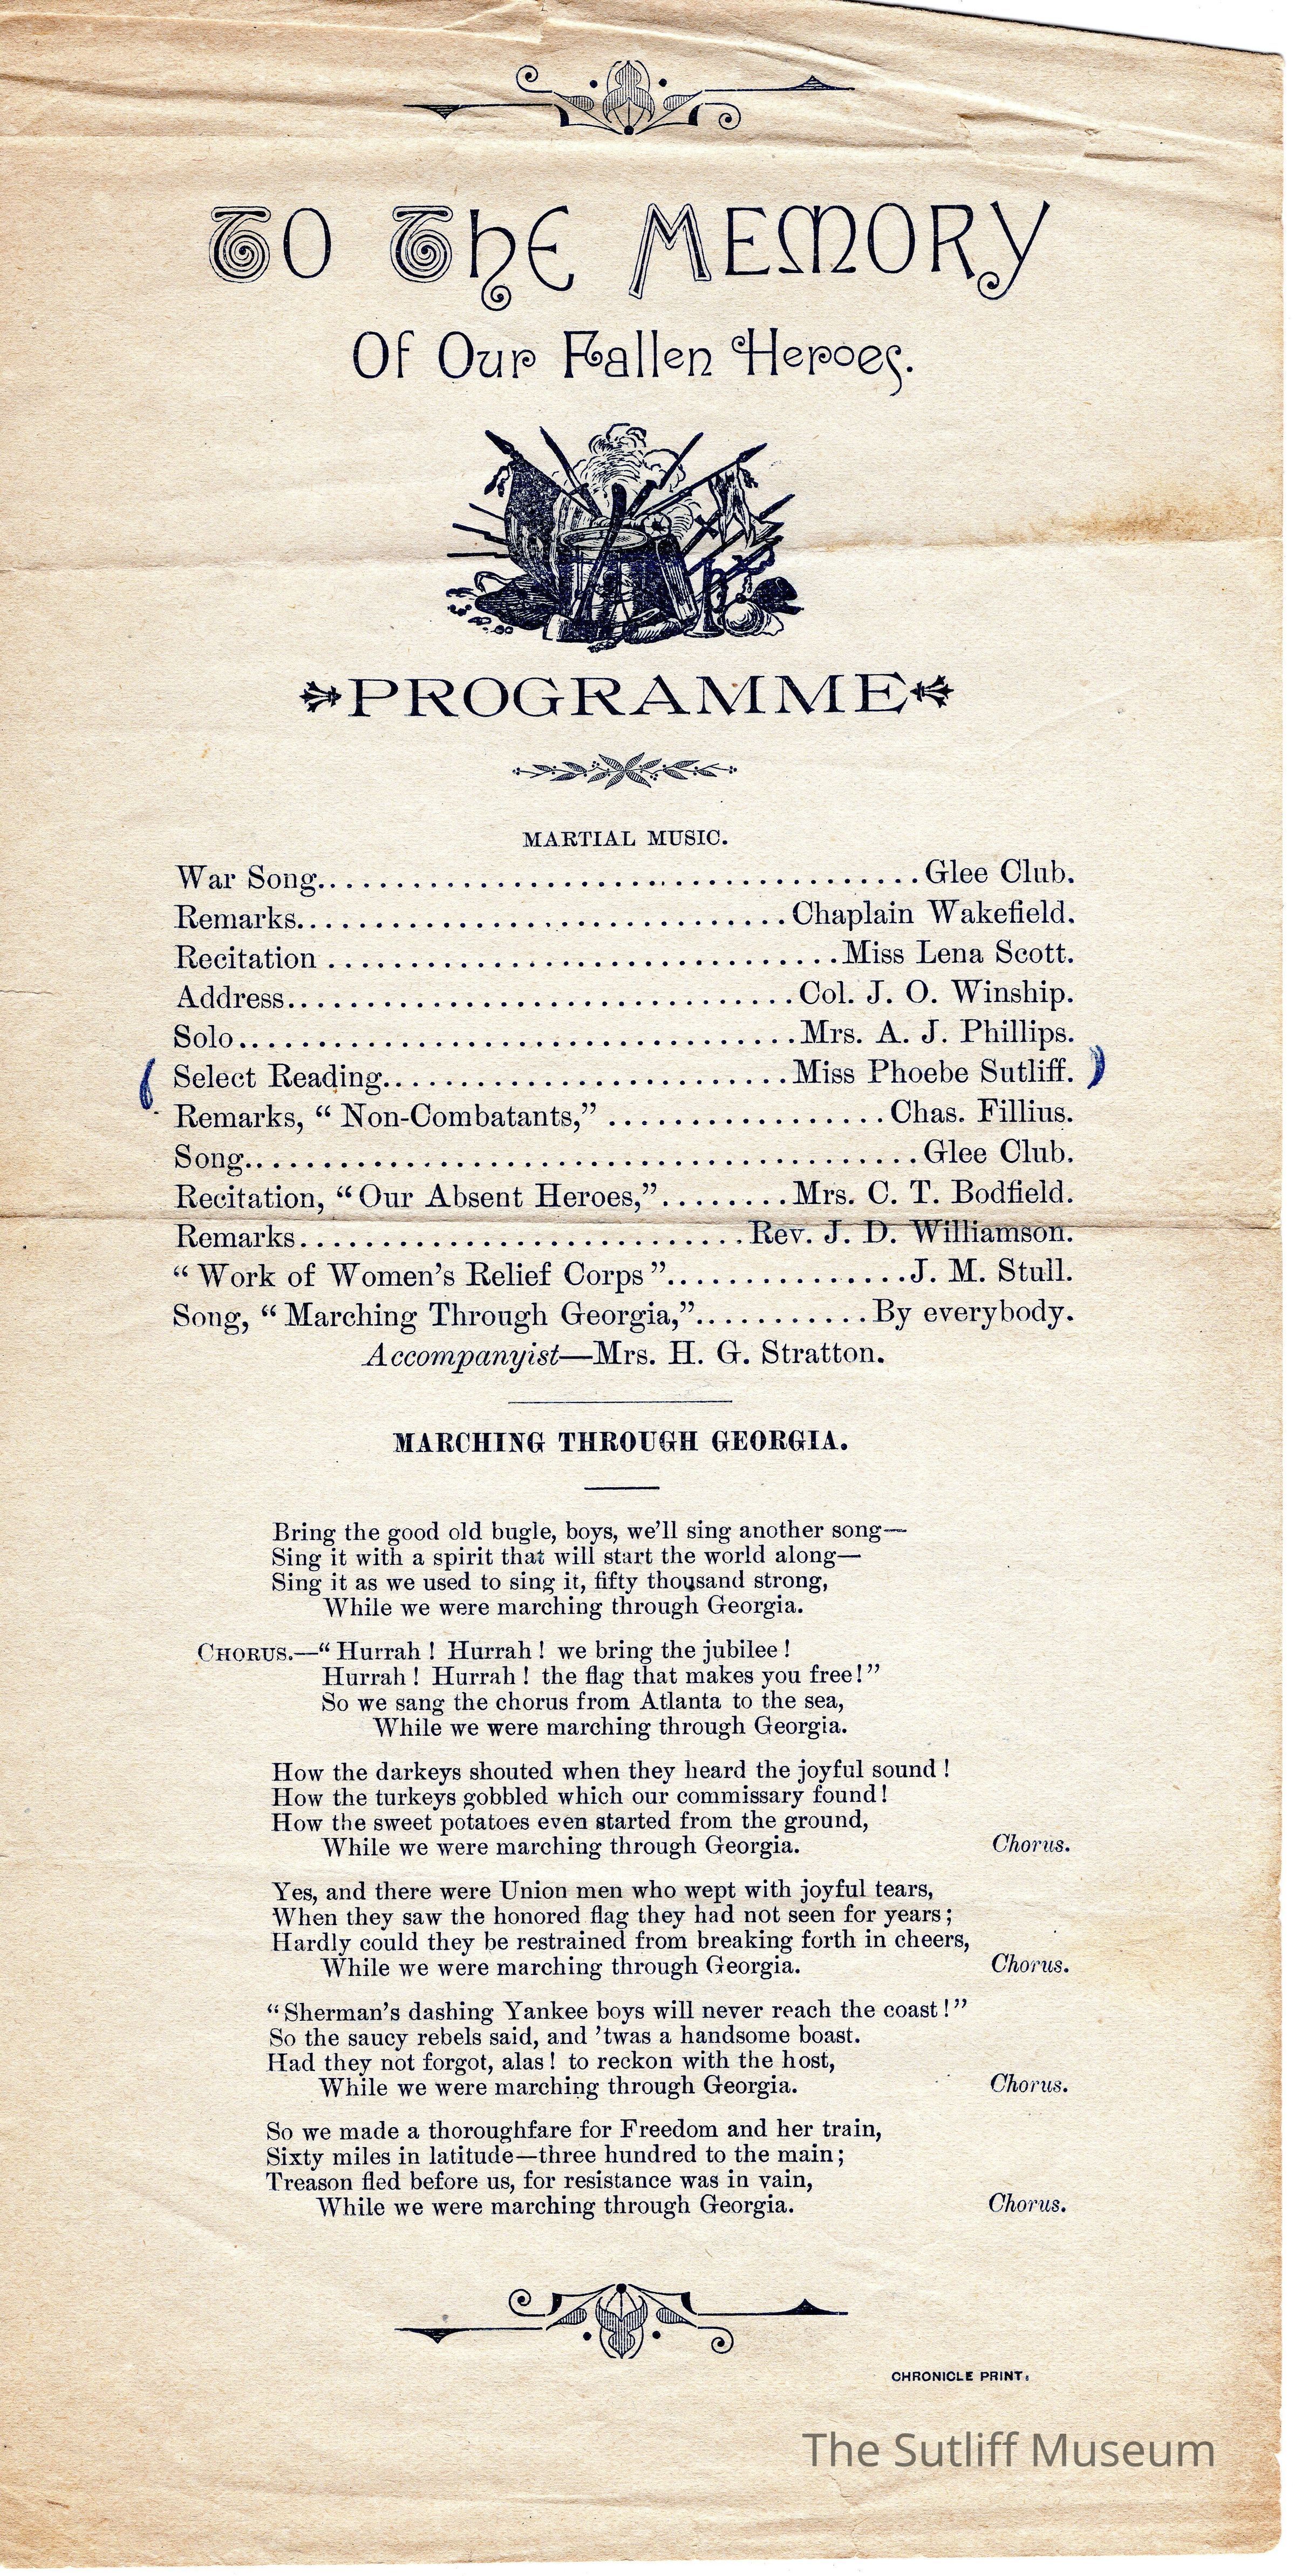 To The Memory
Of Our Fallen Heroes.
PROGRAMME
MARTIAL MUSIC.
War Song........................................Glee Club.
Remarks................................Chaplain Wakefield.
Recitation .................................Miss Lena Scott.
Address.................................Col. J. O. Winship.
Solo....................................Mrs. A. J. Phillips.
( Select Reading...........................Miss Phoebe Sutliff. )
Remarks, “ Non-Combatants,” ..................Chas. Fillius.
Song............................................Glee Club.
Recitation, “Our Absent Heroes,”........Mrs. C. T. Bodfield.
Remarks.............................Rev. J. D. Williamson.
“ Work of Women’s Relief Corps ”................J. M. Stull.
Song, “ Marching Through Georgia,”...........By everybody.
Accompanyist—Mrs. H. G. Stratton.
MARCHING THROUGH GEORGIA.
Bring the good old bugle, boys, we’ll sing another song—
Sing it with a spirit that will start the world along—
Sing it as we used to sing it, fifty thousand strong,
While we were marching through Georgia.
CHORUS.—“ Hurrah ! Hurrah ! we bring the jubilee !
Hurrah ! Hurrah ! the flag that makes you free!”
So we sang the chorus from Atlanta to the sea,
While we were marching through Georgia.
How the darkeys shouted when they heard the joyful sound !
How the turkeys gobbled which our commissary found!
How the sweet potatoes even started from the ground,
While we were marching through Georgia. Chorus.
Yes, and there were Union men who wept with joyful tears,
When they saw the honored flag they had not seen for years;
Hardly could they be restrained from breaking forth in cheers,
While we were marching through Georgia. Chorus.
“Sherman’s dashing Yankee boys will never reach the coast!”
So the saucy rebels said, and ’twas a handsome boast.
Had they not forgot, alas! to reckon with the host,
While we were marching through Georgia. Chorus.
So we made a thoroughfare for Freedom and her train,
Sixty miles in latitude—three hundred to the main;
Treason fled before us, for resistance was in vain,
While we were marching through Georgia. Chorus.
CHRONICLE PRINT.
The Sutliff Museum